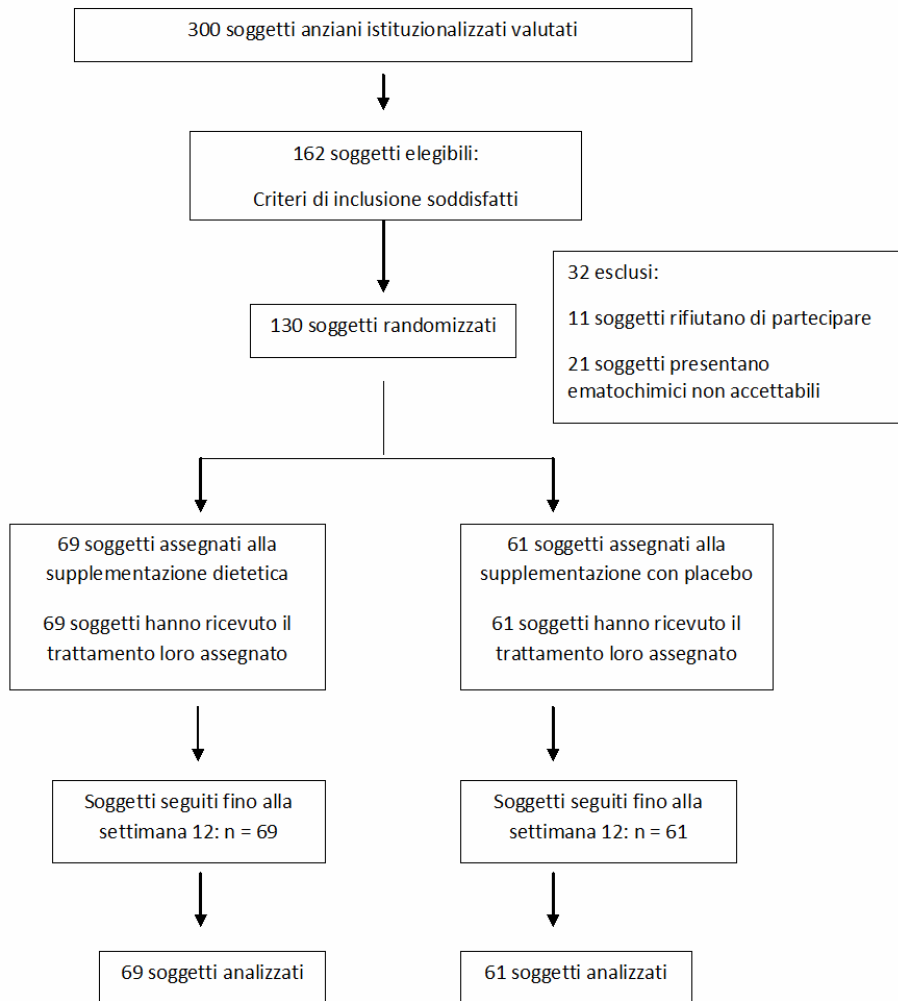 300 soggetti anziani istituzionalizzati valutati
162 soggetti elegibili:
Criteri di inclusione soddisfatti
32 esclusi:
11 soggetti rifiutano di partecipare
21 soggetti presentano
ematochimici non accettabili
130 soggetti randomizzati
69 soggetti assegnati alla
supplementazione dietetica
69 soggetti hanno ricevuto il
trattamento loro assegnato
61 soggetti assegnati alla
supplementazione con placebo
61 soggetti hanno ricevuto il
trattamento loro assegnato
Soggetti seguiti fino alla
settimana 12: n = 69
Soggetti seguiti fino alla
settimana 12: n = 61
69 soggetti analizzati
61 soggetti analizzati